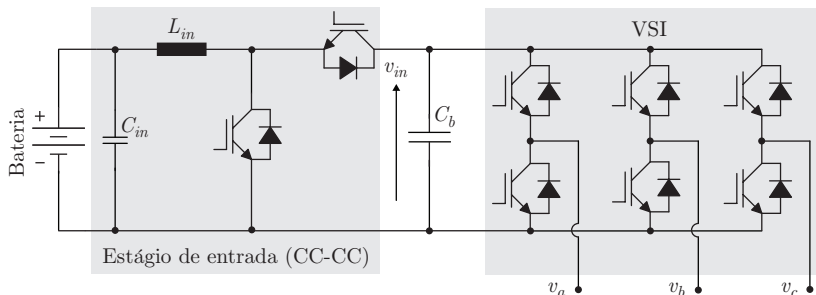 VSI
L_in
v_in
+
C_in
C_b
Bateria
-
Estágio de entrada (CC-CC)
v_a
v_b
v_c